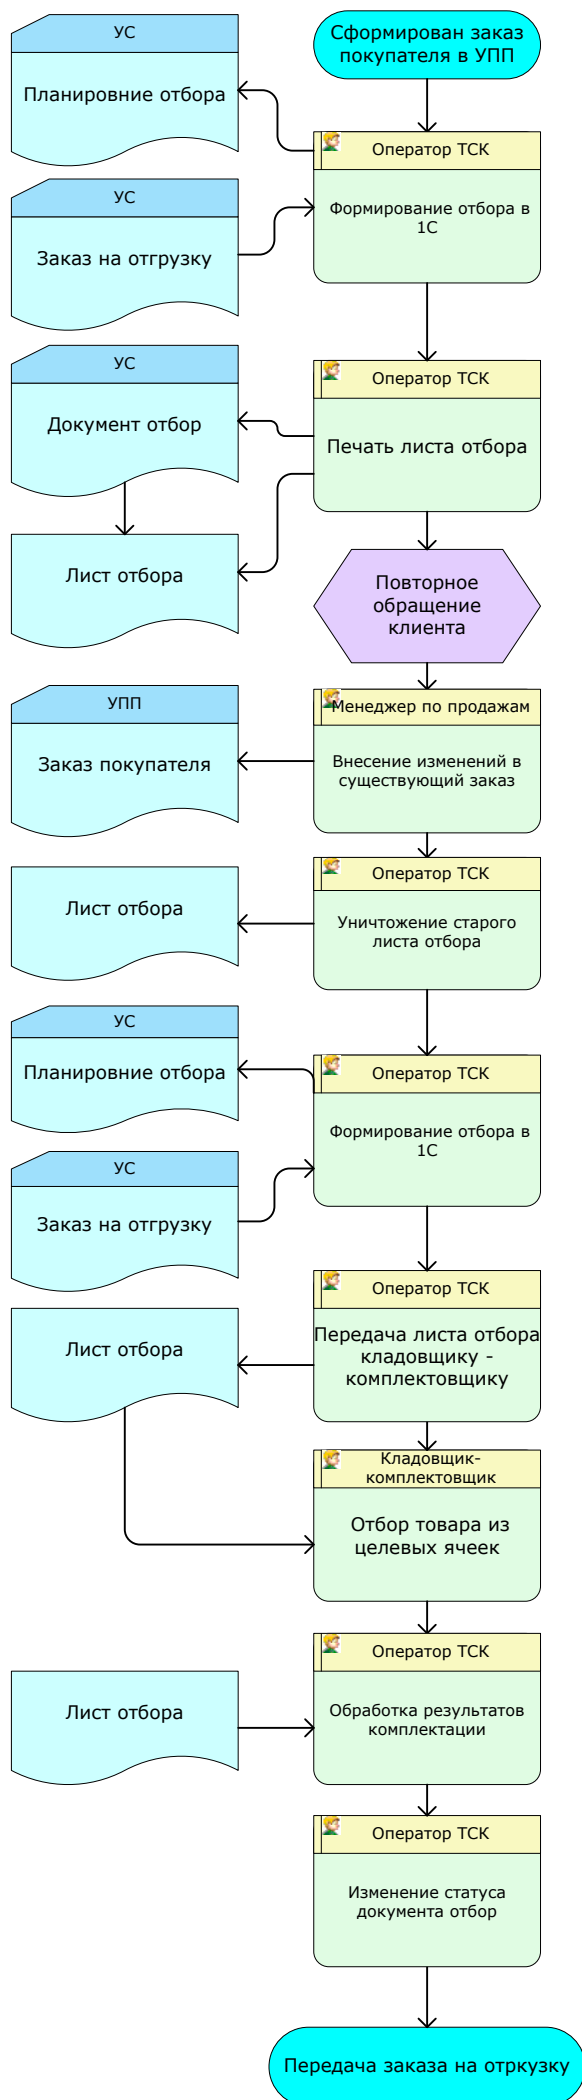 УС
Планировние отбора
Сформирован заказ
покупателя в УПП
Оператор ТСК
Формирование отбора в
1С
УС
Заказ на отгрузку
УС
Документ отбор
Оператор ТСК
Печать листа отбора
Лист отбора
Повторное
обращение
клиента
УПП
Заказ покупателя
Менеджер по продажам
Внесение изменений в
существующий заказ
Лист отбора
Оператор ТСК
Уничтожение старого
листа отбора
УС
Планировние отбора
Оператор ТСК
Формирование отбора в
1С
УС
Заказ на отгрузку
Оператор ТСК
Передача листа отбора
кладовщику -
комплектовщику
Лист отбора
Кладовщик-
комплектовщик
Отбор товара из
целевых ячеек
Оператор ТСК
Обработка результатов
комплектации
Лист отбора
Оператор ТСК
Изменение статуса
документа отбор
Передача заказа на отркузку